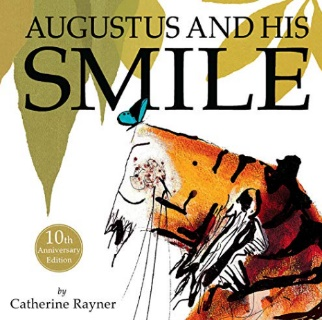 AUGUSTUS AND HIS
SMILE
10th
Anniversary
Edition
by
Catherine Rayner